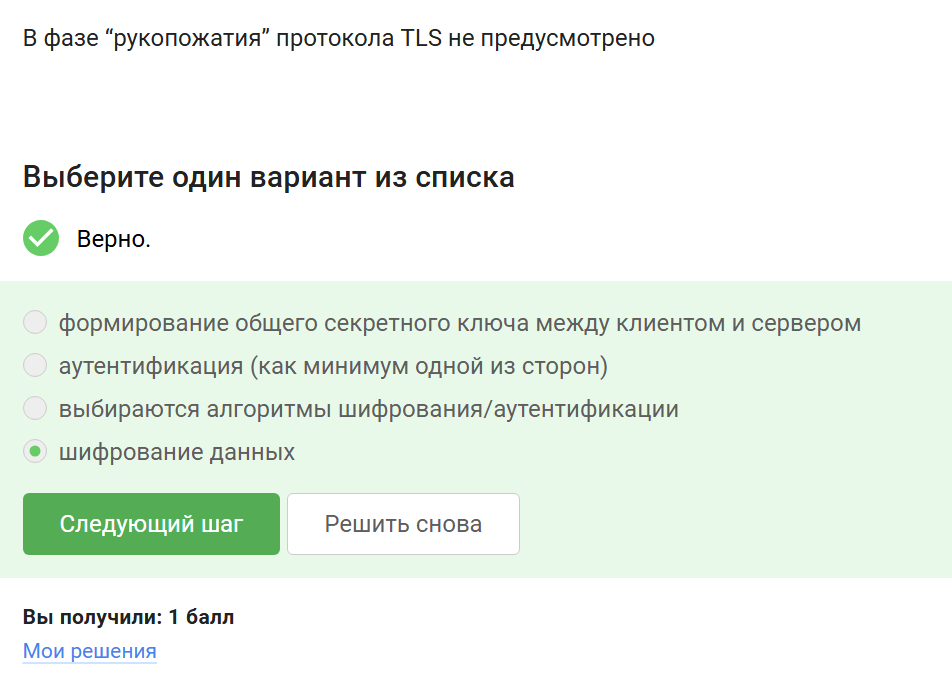 В фазе “рукопожатия” протокола TLS не предусмотрено
Выберите один вариант из списка
Верно.
формирование общего секретного ключа между клиентом и сервером
аутентификация (как минимум одной из сторон)
выбираются алгоритмы шифрования/аутентификации
шифрование данных
Следующий шаг
Решить снова
Вы получили: 1 балл
Мои решения